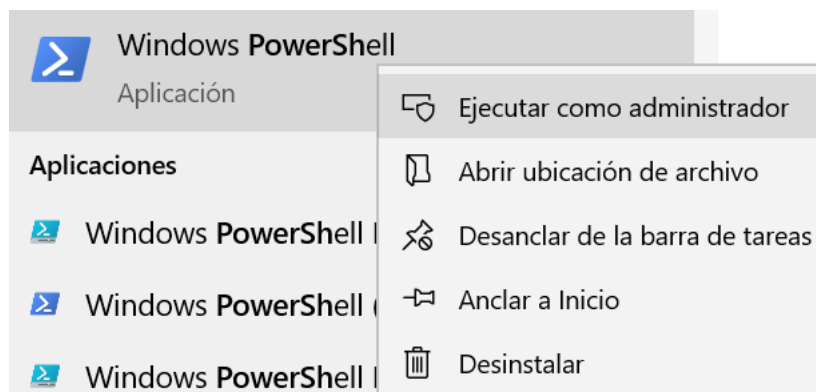 Windows PowerShell
Aplicación
Ejecutar como administrador
Aplicaciones
Abrir ubicación de archivo
Windows PowerShell
Desanclar de la barra de tareas
Windows PowerShell (
Anclar a Inicio
Windows PowerShell
Desinstalar